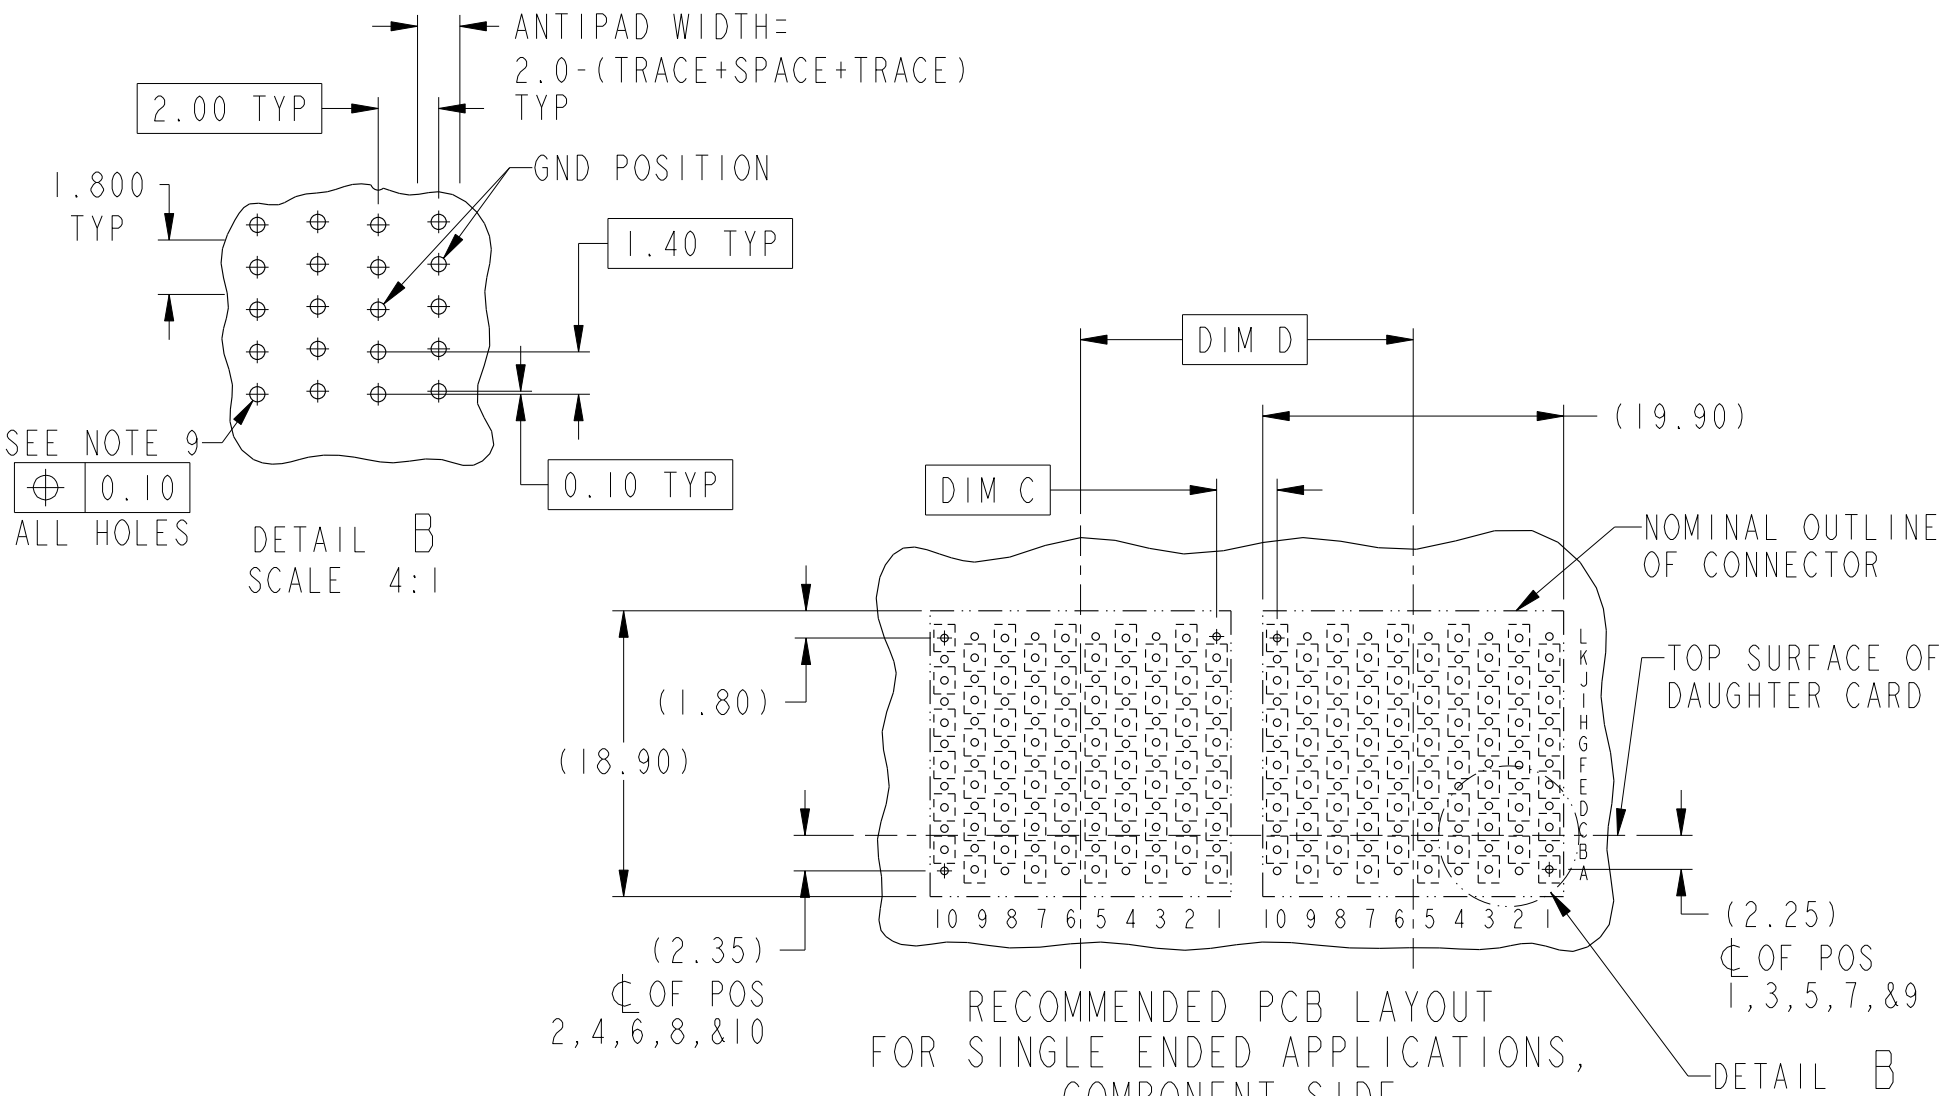 ANTIPAD WIDTH=
2.0-(TRACE+SPACE+TRACE)
TYP
2.00 TYP
GND POSITION
1.800
TYP
1.40 TYP
SEE NOTE 9
⌖ 0.10
ALL HOLES
0.10 TYP
DETAIL B
SCALE 4:1
DIM D
(19.90)
DIM C
NOMINAL OUTLINE
OF CONNECTOR
TOP SURFACE OF
DAUGHTER CARD
(1.80)
(18.90)
L
K
J
I
H
G
F
E
D
C
B
A
10 9 8 7 6 5 4 3 2 1 10 9 8 7 6 5 4 3 2 1
(2.35)
℄ OF POS
2,4,6,8,&10
(2.25)
℄ OF POS
1,3,5,7,&9
RECOMMENDED PCB LAYOUT
FOR SINGLE ENDED APPLICATIONS,
COMPONENT SIDE
DETAIL B